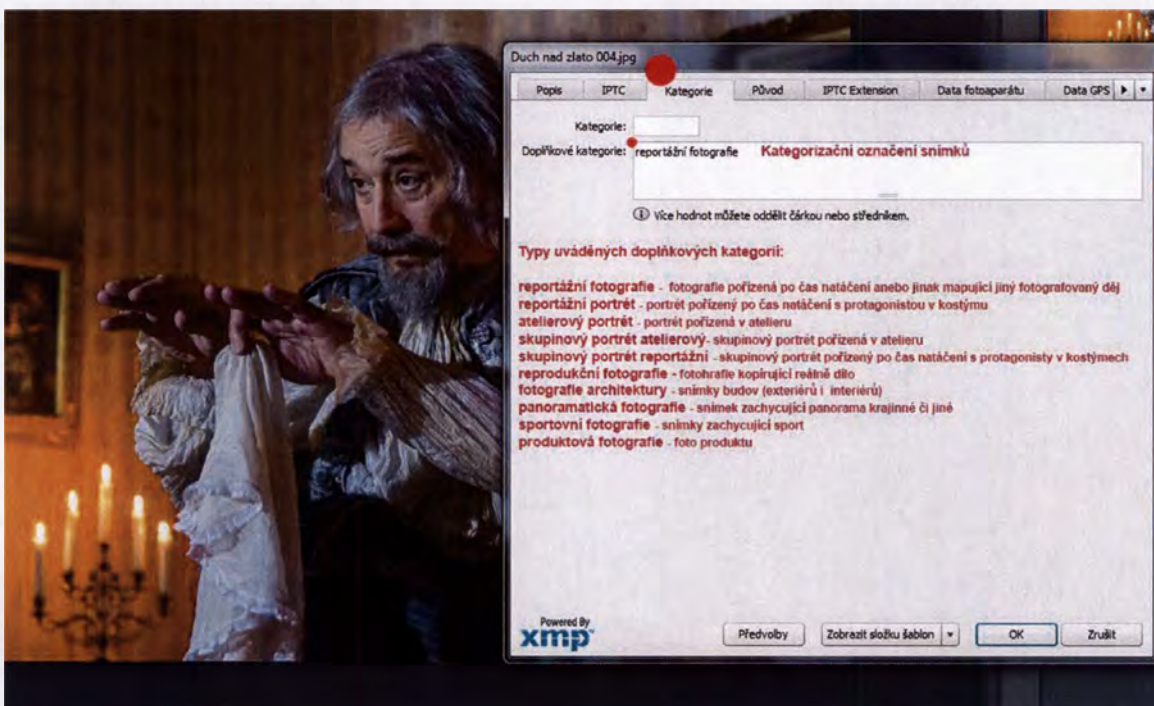 Duch nad zlato 004.jpg
Popis IPTC Kategorie Původ IPTC Extension Data fotoaparátu Data GPS
Kategorie:
Doplňkové kategorie: reportážní fotografie Kategorizační označení snímků
Více hodnot můžete oddělit čárkou nebo středníkem.
Typy uváděných doplňkových kategorií:
reportážní fotografie - fotografie pořízená po čas natáčení anebo jinak mapující jiný fotografovaný děj
reportážní portrét - portrét pořízený po čas natáčení s protagonistou v kostýmu
atelierový portrét - portrét pořízená v atelieru
skupinový portrét atelierový- skupinový portrét pořízená v atelieru
skupinový portrét reportážní - skupinový portrét pořízený po čas natáčení s protagonisty v kostýmech
reprodukční fotografie - fotohrafie kopírující reálně dílo
fotografie architektury - snímky budov (exteriérů i interiérů)
panoramatická fotografie - snímek zachycující panorama krajinné či jiné
sportovní fotografie - snímky zachycující sport
produktová fotografie - foto produktu
Powered By
xmp™
Předvolby Zobrazit složku šablon OK Zrušit